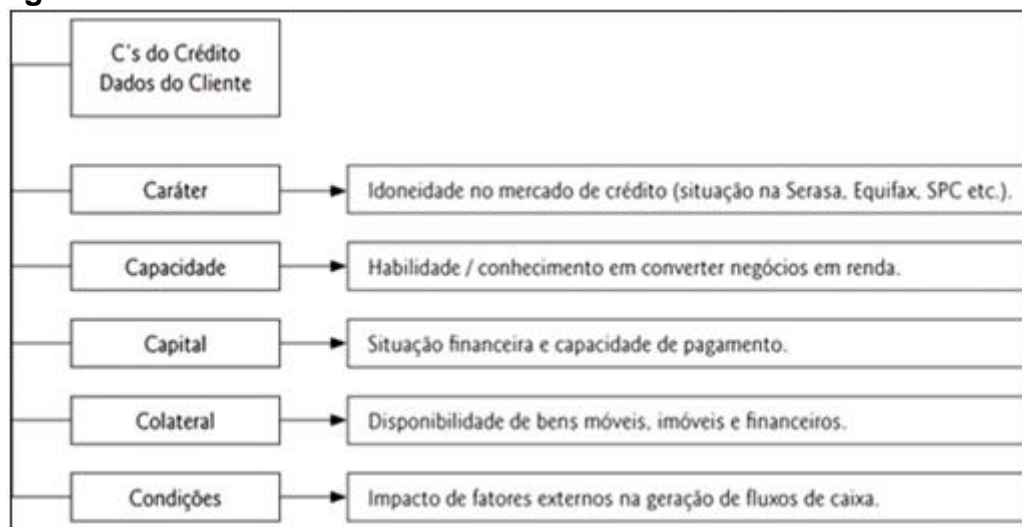 C's do Crédito
Dados do Cliente
Caráter
Idoneidade no mercado de crédito (situação na Serasa, Equifax, SPC etc.).
Capacidade
Habilidade / conhecimento em converter negócios em renda.
Capital
Situação financeira e capacidade de pagamento.
Colateral
Disponibilidade de bens móveis, imóveis e financeiros.
Condições
Impacto de fatores externos na geração de fluxos de caixa.